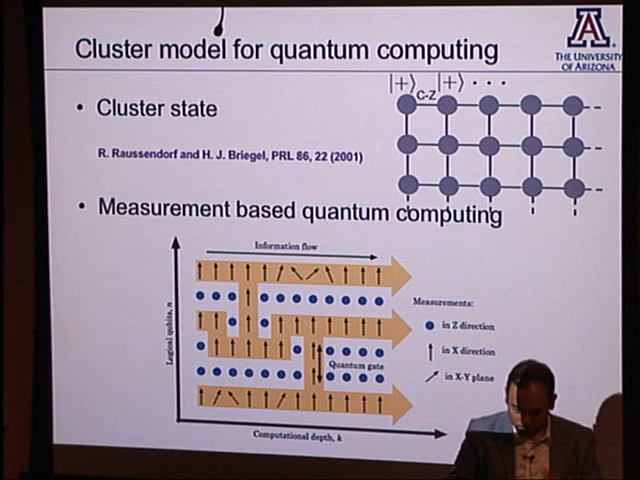 Cluster model for quantum computing
A
THE UNIVERSITY
OF ARIZONA
|+⟩ |+⟩ · · ·
C-Z
• Cluster state
R. Raussendorf and H. J. Briegel, PRL 86, 22 (2001)
• Measurement based quantum computing
Information flow
Logical qubits, n
Quantum gate
Computational depth, k
Measurements:
in Z direction
in X direction
in X-Y plane